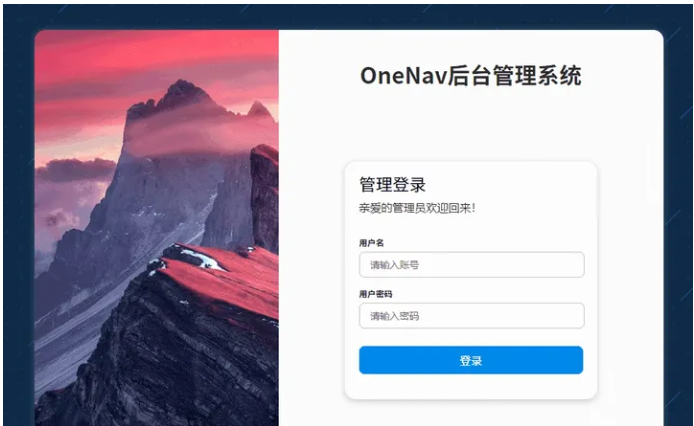 OneNav后台管理系统
管理登录
亲爱的管理员欢迎回来!
用户名
请输入账号
用户密码
请输入密码
登录